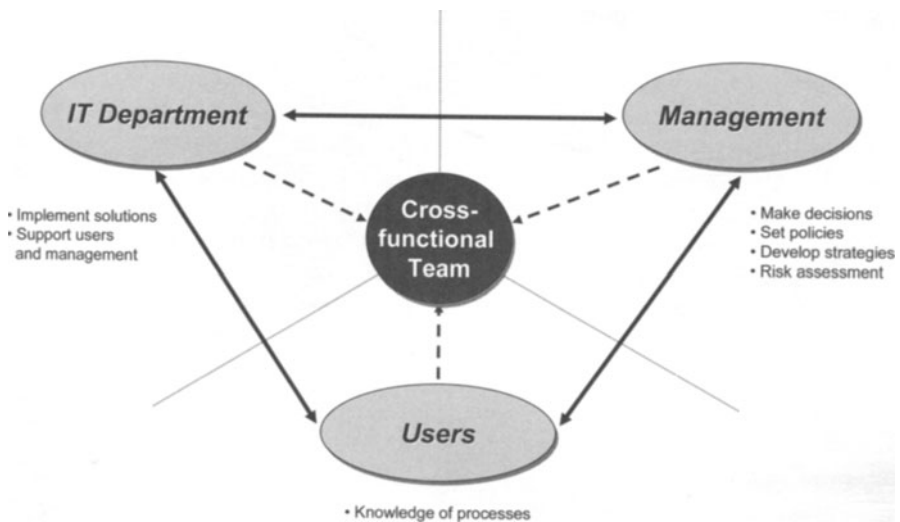 IT Department
Management
Cross-
functional
Team
• Implement solutions
• Support users
and management
• Make decisions
• Set policies
• Develop strategies
• Risk assessment
Users
• Knowledge of processes